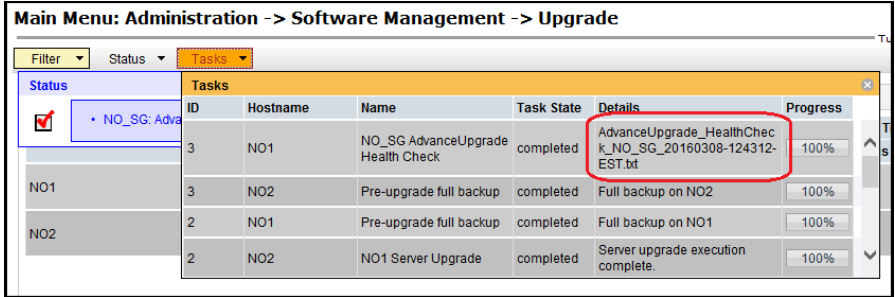 Main Menu: Administration -> Software Management -> Upgrade
Tu
Filter Status Tasks
Status
• NO_SG: Adva
Tasks
ID Hostname Name Task State Details Progress
3 NO1 NO_SG AdvanceUpgrade
Health Check completed AdvanceUpgrade_HealthChec
k_NO_SG_20160308-124312-
EST.txt 100%
3 NO2 Pre-upgrade full backup completed Full backup on NO2 100%
2 NO1 Pre-upgrade full backup completed Full backup on NO1 100%
2 NO2 NO1 Server Upgrade completed Server upgrade execution
complete. 100%
NO1
NO2
T
s